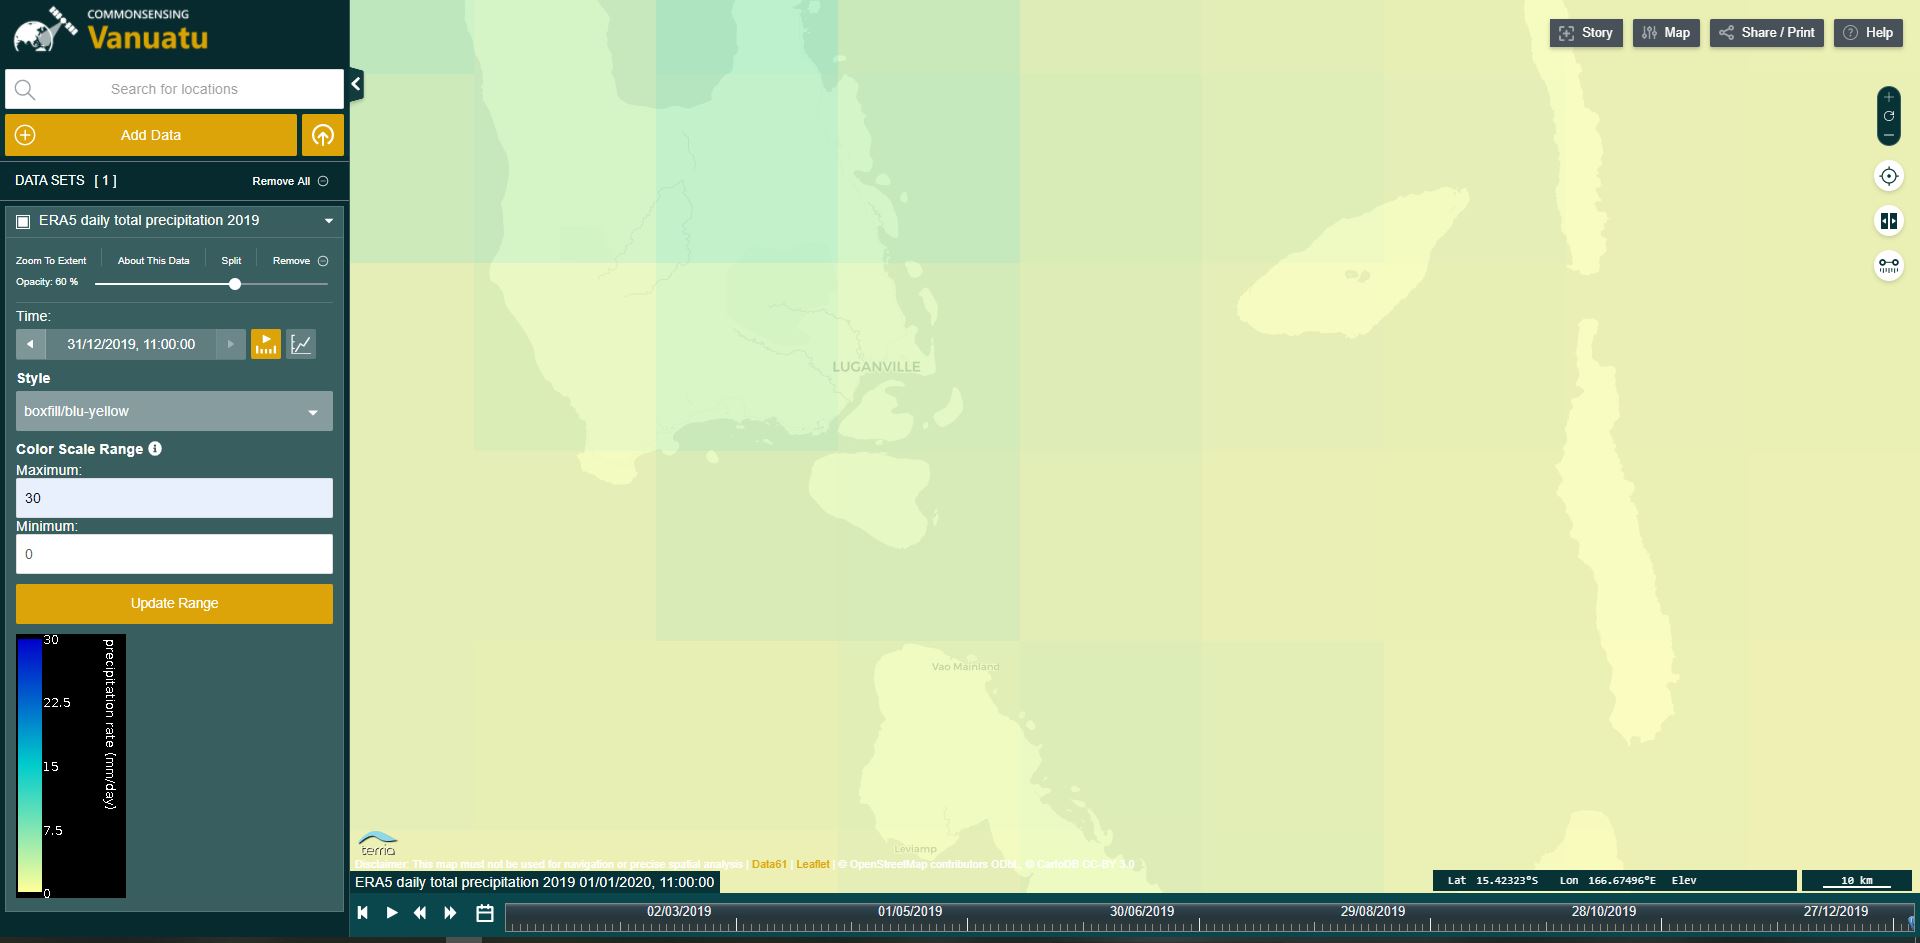 COMMONSENSING
Vanuatu
Search for locations
Add Data
DATA SETS [ 1 ]
Remove All
ERA5 daily total precipitation 2019
Zoom To Extent
About This Data
Split
Remove
Opacity: 60 %
Time:
31/12/2019, 11:00:00
Style
boxfill/blu-yellow
Color Scale Range
Maximum:
30
Minimum:
0
Update Range
30
22.5
15
7.5
0
precipitation rate (mm/day)
Story
Map
Share / Print
Help
LUGANVILLE
Vao Mainland
Leviamp
terria
Disclaimer: This map must not be used for navigation or precise spatial analysis | Data61 | Leaflet | © OpenStreetMap contributors ODbL, © CartoDB CC-BY 3.0
ERA5 daily total precipitation 2019 01/01/2020, 11:00:00
Lat 15.42323°S Lon 166.67496°E Elev
10 km
02/03/2019
01/05/2019
30/06/2019
29/08/2019
28/10/2019
27/12/2019